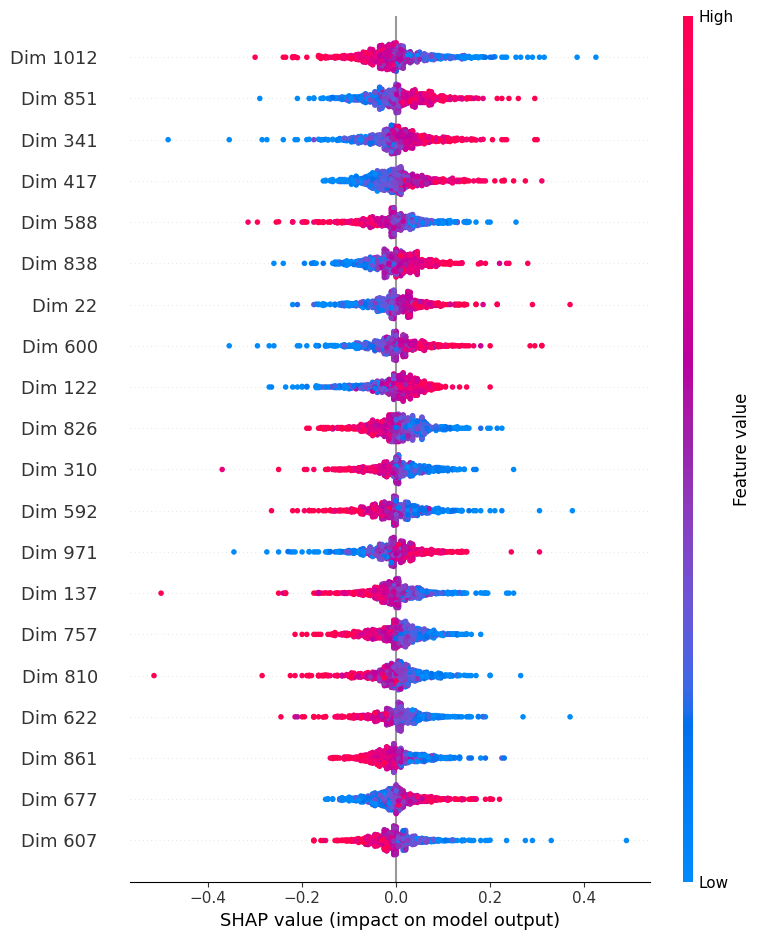 High
Dim 1012
Dim 851
Dim 341
Dim 417
Dim 588
Dim 838
Dim 22
Dim 600
Dim 122
Dim 826
Dim 310
Dim 592
Dim 971
Dim 137
Dim 757
Dim 810
Dim 622
Dim 861
Dim 677
Dim 607
Feature value
Low
−0.4 −0.2 0.0 0.2 0.4
SHAP value (impact on model output)